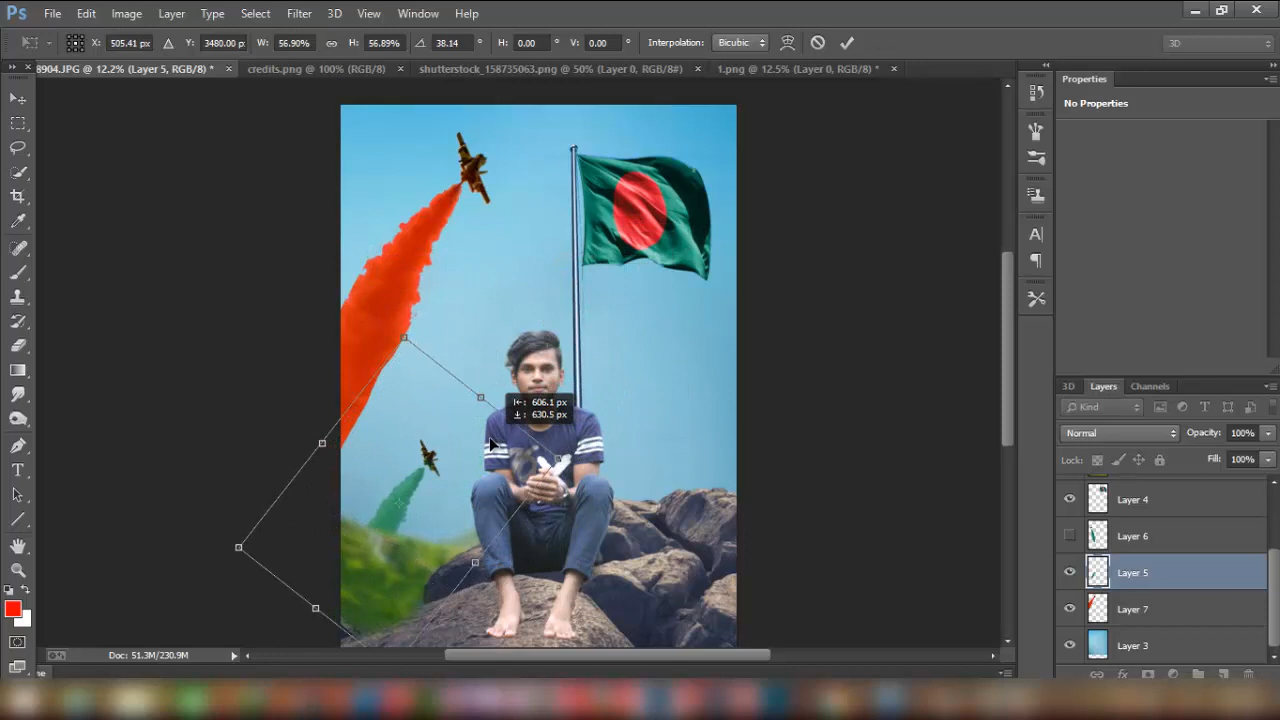 Ps File Edit Image Layer Type Select Filter 3D View Window Help
X: 505.41 px Y: 3480.00 p: W: 56.90% H: 56.89% 38.14 ° H: 0.00 ° V: 0.00 ° Interpolation: Bicubic 3D
8904.JPG @ 12.2% (Layer 5, RGB/8) * × credits.png @ 100% (RGB/8) × shutterstock_158735063.png @ 50% (Layer 0, RGB/8#) × 1.png @ 12.5% (Layer 0, RGB/8) * ×
Properties
No Properties
606.1 px
630.5 px
3D Layers Channels
Kind
Normal Opacity: 100%
Lock: Fill: 100%
Layer 4
Layer 6
Layer 5
Layer 7
Layer 3
Doc: 51.3M/230.9M
ne